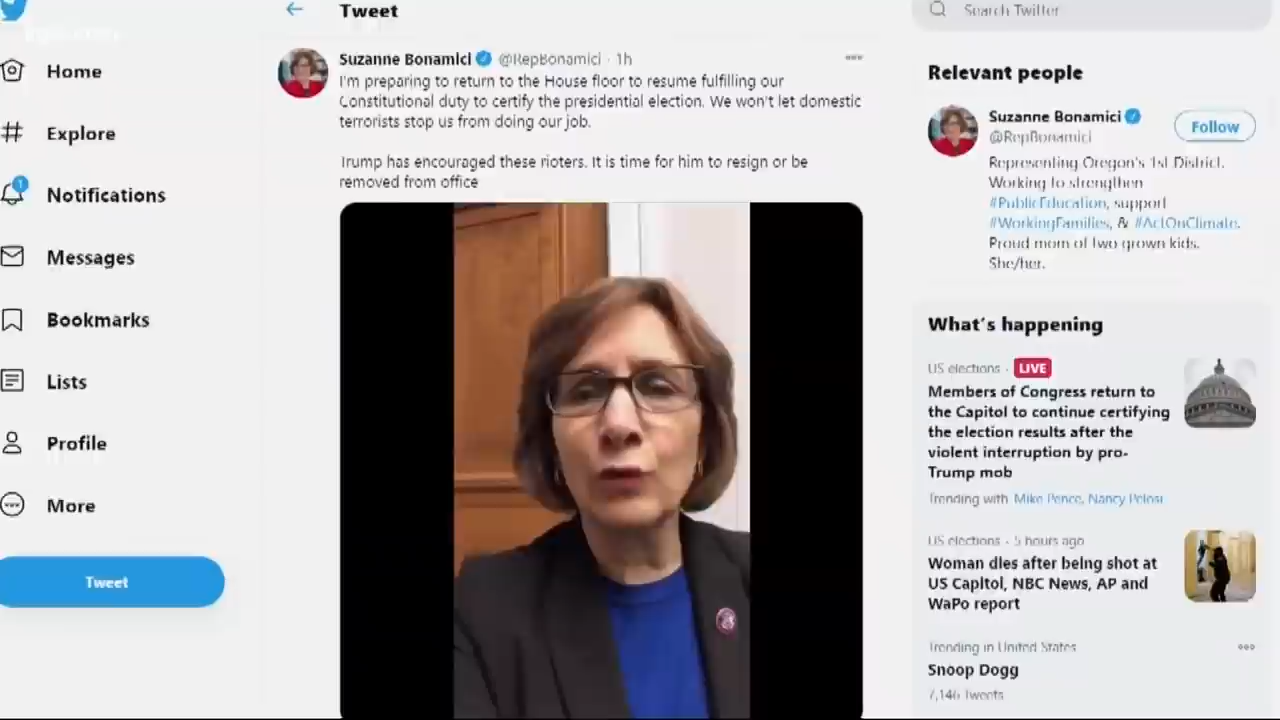 Tweet
Search Twitter
Home
Explore
1
Notifications
Messages
Bookmarks
Lists
Profile
More
Tweet
Suzanne Bonamici @RepBonamici · 1h
I'm preparing to return to the House floor to resume fulfilling our
Constitutional duty to certify the presidential election. We won't let domestic
terrorists stop us from doing our job.
Trump has encouraged these rioters. It is time for him to resign or be
removed from office
Relevant people
Suzanne Bonamici
@RepBonamici
Follow
Representing Oregon's 1st District.
Working to strengthen
#PublicEducation, support
#WorkingFamilies, & #ActOnClimate.
Proud mom of two grown kids.
She/her.
What's happening
US elections · LIVE
Members of Congress return to
the Capitol to continue certifying
the election results after the
violent interruption by pro-
Trump mob
Trending with Mike Pence, Nancy Pelosi
US elections · 5 hours ago
Woman dies after being shot at
US Capitol, NBC News, AP and
WaPo report
Trending in United States
Snoop Dogg
7,146 Tweets